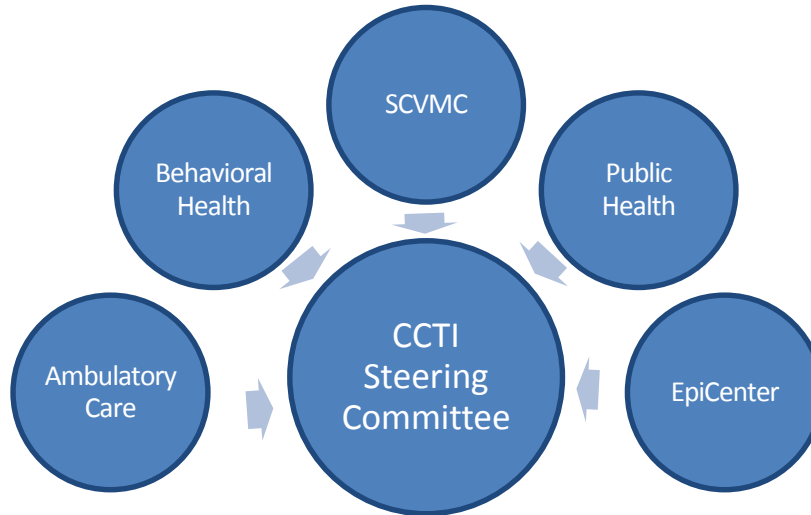 SCVMC
Behavioral
Health
Public
Health
Ambulatory
Care
CCTI
Steering
Committee
EpiCenter